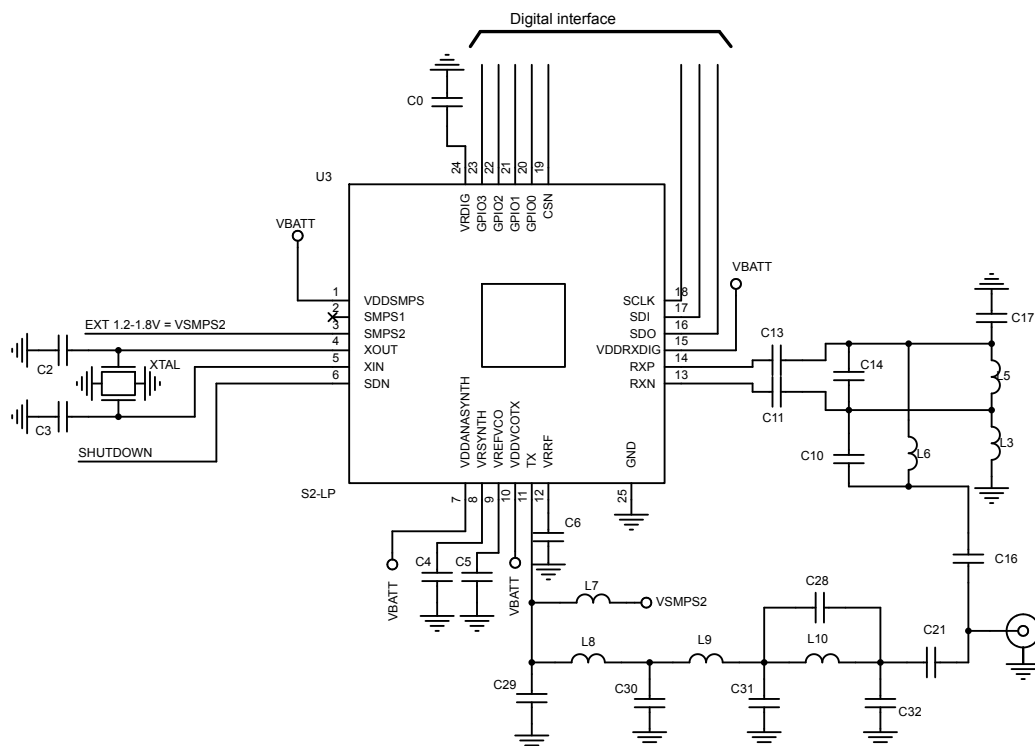 Digital interface
C0
24
23
22
21
20
19
U3
VRDIG
GPIO3
GPIO2
GPIO1
GPIO0
CSN
VBATT
VBATT
1
VDDSMPS
SCLK
18
2
SMPS1
SDI
17
EXT 1.2-1.8V = VSMPS2
3
SMPS2
SDO
16
C17
4
XOUT
VDDRXDIG
15
C13
C2
XTAL
5
XIN
RXP
14
C14
L5
6
SDN
RXN
13
C3
C11
SHUTDOWN
C10
L6
L3
VDDANASYNTH
VRSYNTH
VREFVCO
VDDVCOTX
TX
VRRF
GND
S2-LP
7
8
9
10
11
12
25
C6
C4
C5
C16
VBATT
VBATT
L7
VSMPS2
C28
L8
L9
L10
C21
C29
C30
C31
C32